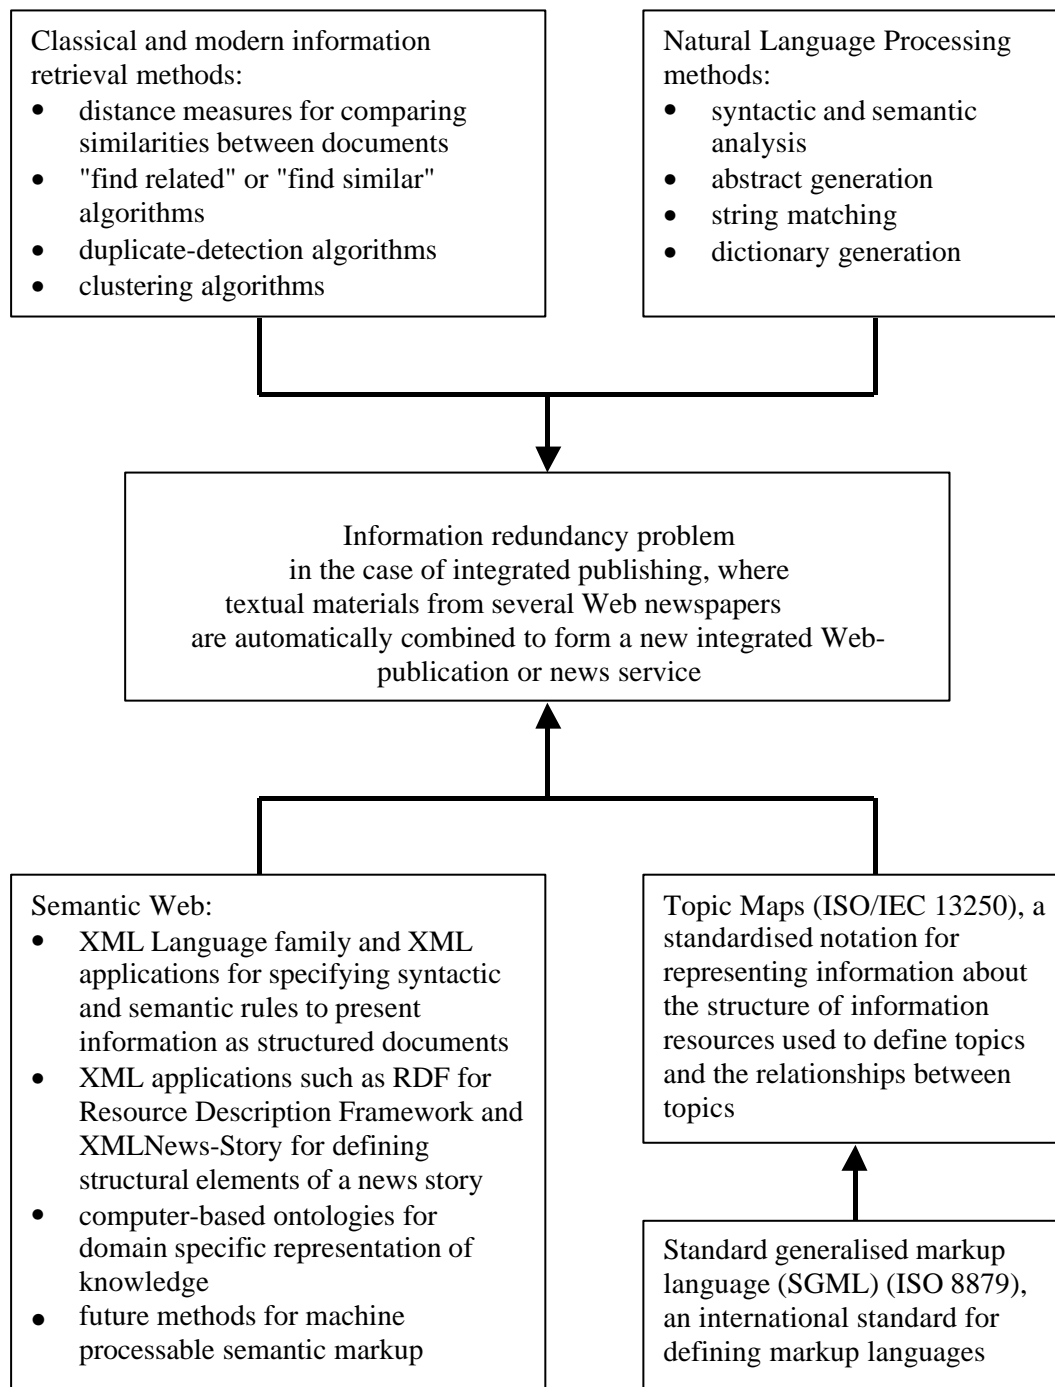 Classical and modern information
retrieval methods:
• distance measures for comparing
similarities between documents
• "find related" or "find similar"
algorithms
• duplicate-detection algorithms
• clustering algorithms
Natural Language Processing
methods:
• syntactic and semantic
analysis
• abstract generation
• string matching
• dictionary generation
Information redundancy problem
in the case of integrated publishing, where
textual materials from several Web newspapers
are automatically combined to form a new integrated Web-
publication or news service
Semantic Web:
• XML Language family and XML
applications for specifying syntactic
and semantic rules to present
information as structured documents
• XML applications such as RDF for
Resource Description Framework and
XMLNews-Story for defining
structural elements of a news story
• computer-based ontologies for
domain specific representation of
knowledge
• future methods for machine
processable semantic markup
Topic Maps (ISO/IEC 13250), a
standardised notation for
representing information about
the structure of information
resources used to define topics
and the relationships between
topics
Standard generalised markup
language (SGML) (ISO 8879),
an international standard for
defining markup languages